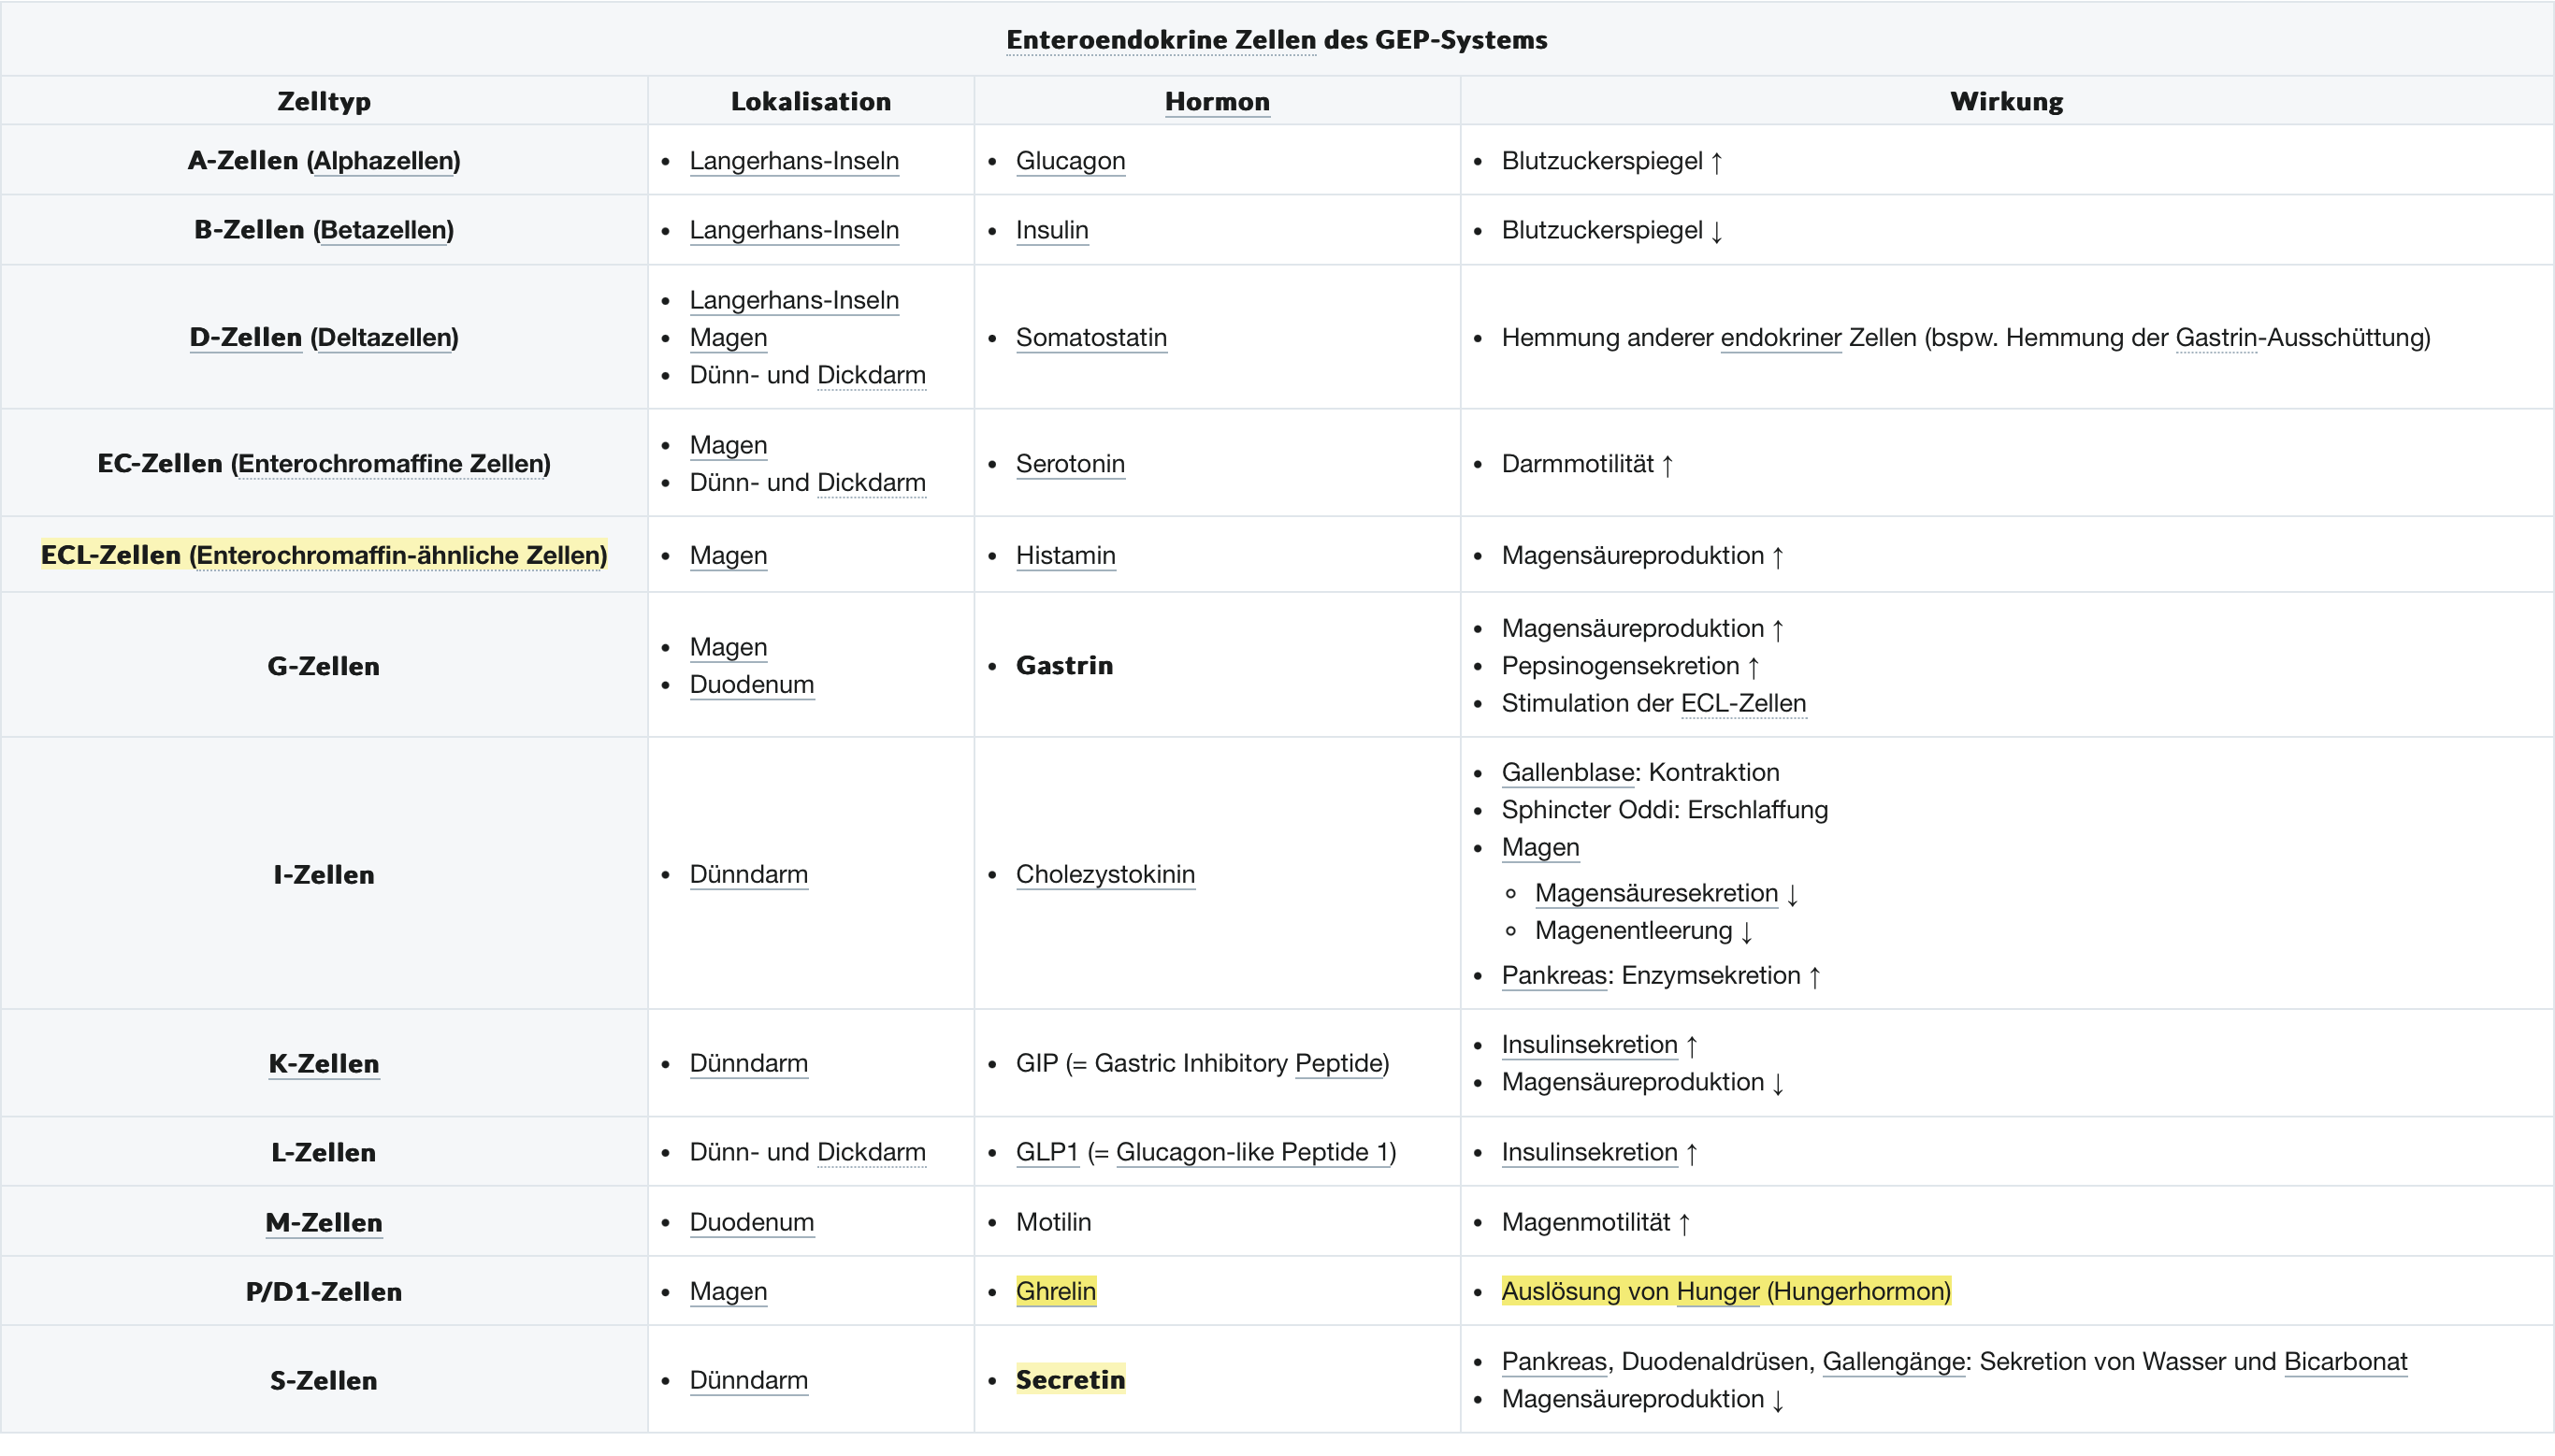 Enteroendokrine Zellen des GEP-Systems
Zelltyp Lokalisation Hormon Wirkung
A-Zellen (Alphazellen)
• Langerhans-Inseln
• Glucagon
• Blutzuckerspiegel ↑
B-Zellen (Betazellen)
• Langerhans-Inseln
• Insulin
• Blutzuckerspiegel ↓
D-Zellen (Deltazellen)
• Langerhans-Inseln
• Magen
• Dünn- und Dickdarm
• Somatostatin
• Hemmung anderer endokriner Zellen (bspw. Hemmung der Gastrin-Ausschüttung)
EC-Zellen (Enterochromaffine Zellen)
• Magen
• Dünn- und Dickdarm
• Serotonin
• Darmmotilität ↑
ECL-Zellen (Enterochromaffin-ähnliche Zellen)
• Magen
• Histamin
• Magensäureproduktion ↑
G-Zellen
• Magen
• Duodenum
• Gastrin
• Magensäureproduktion ↑
• Pepsinogensekretion ↑
• Stimulation der ECL-Zellen
I-Zellen
• Dünndarm
• Cholezystokinin
• Gallenblase: Kontraktion
• Sphincter Oddi: Erschlaffung
• Magen
◦ Magensäuresekretion ↓
◦ Magenentleerung ↓
• Pankreas: Enzymsekretion ↑
K-Zellen
• Dünndarm
• GIP (= Gastric Inhibitory Peptide)
• Insulinsekretion ↑
• Magensäureproduktion ↓
L-Zellen
• Dünn- und Dickdarm
• GLP1 (= Glucagon-like Peptide 1)
• Insulinsekretion ↑
M-Zellen
• Duodenum
• Motilin
• Magenmotilität ↑
P/D1-Zellen
• Magen
• Ghrelin
• Auslösung von Hunger (Hungerhormon)
S-Zellen
• Dünndarm
• Secretin
• Pankreas, Duodenaldrüsen, Gallengänge: Sekretion von Wasser und Bicarbonat
• Magensäureproduktion ↓